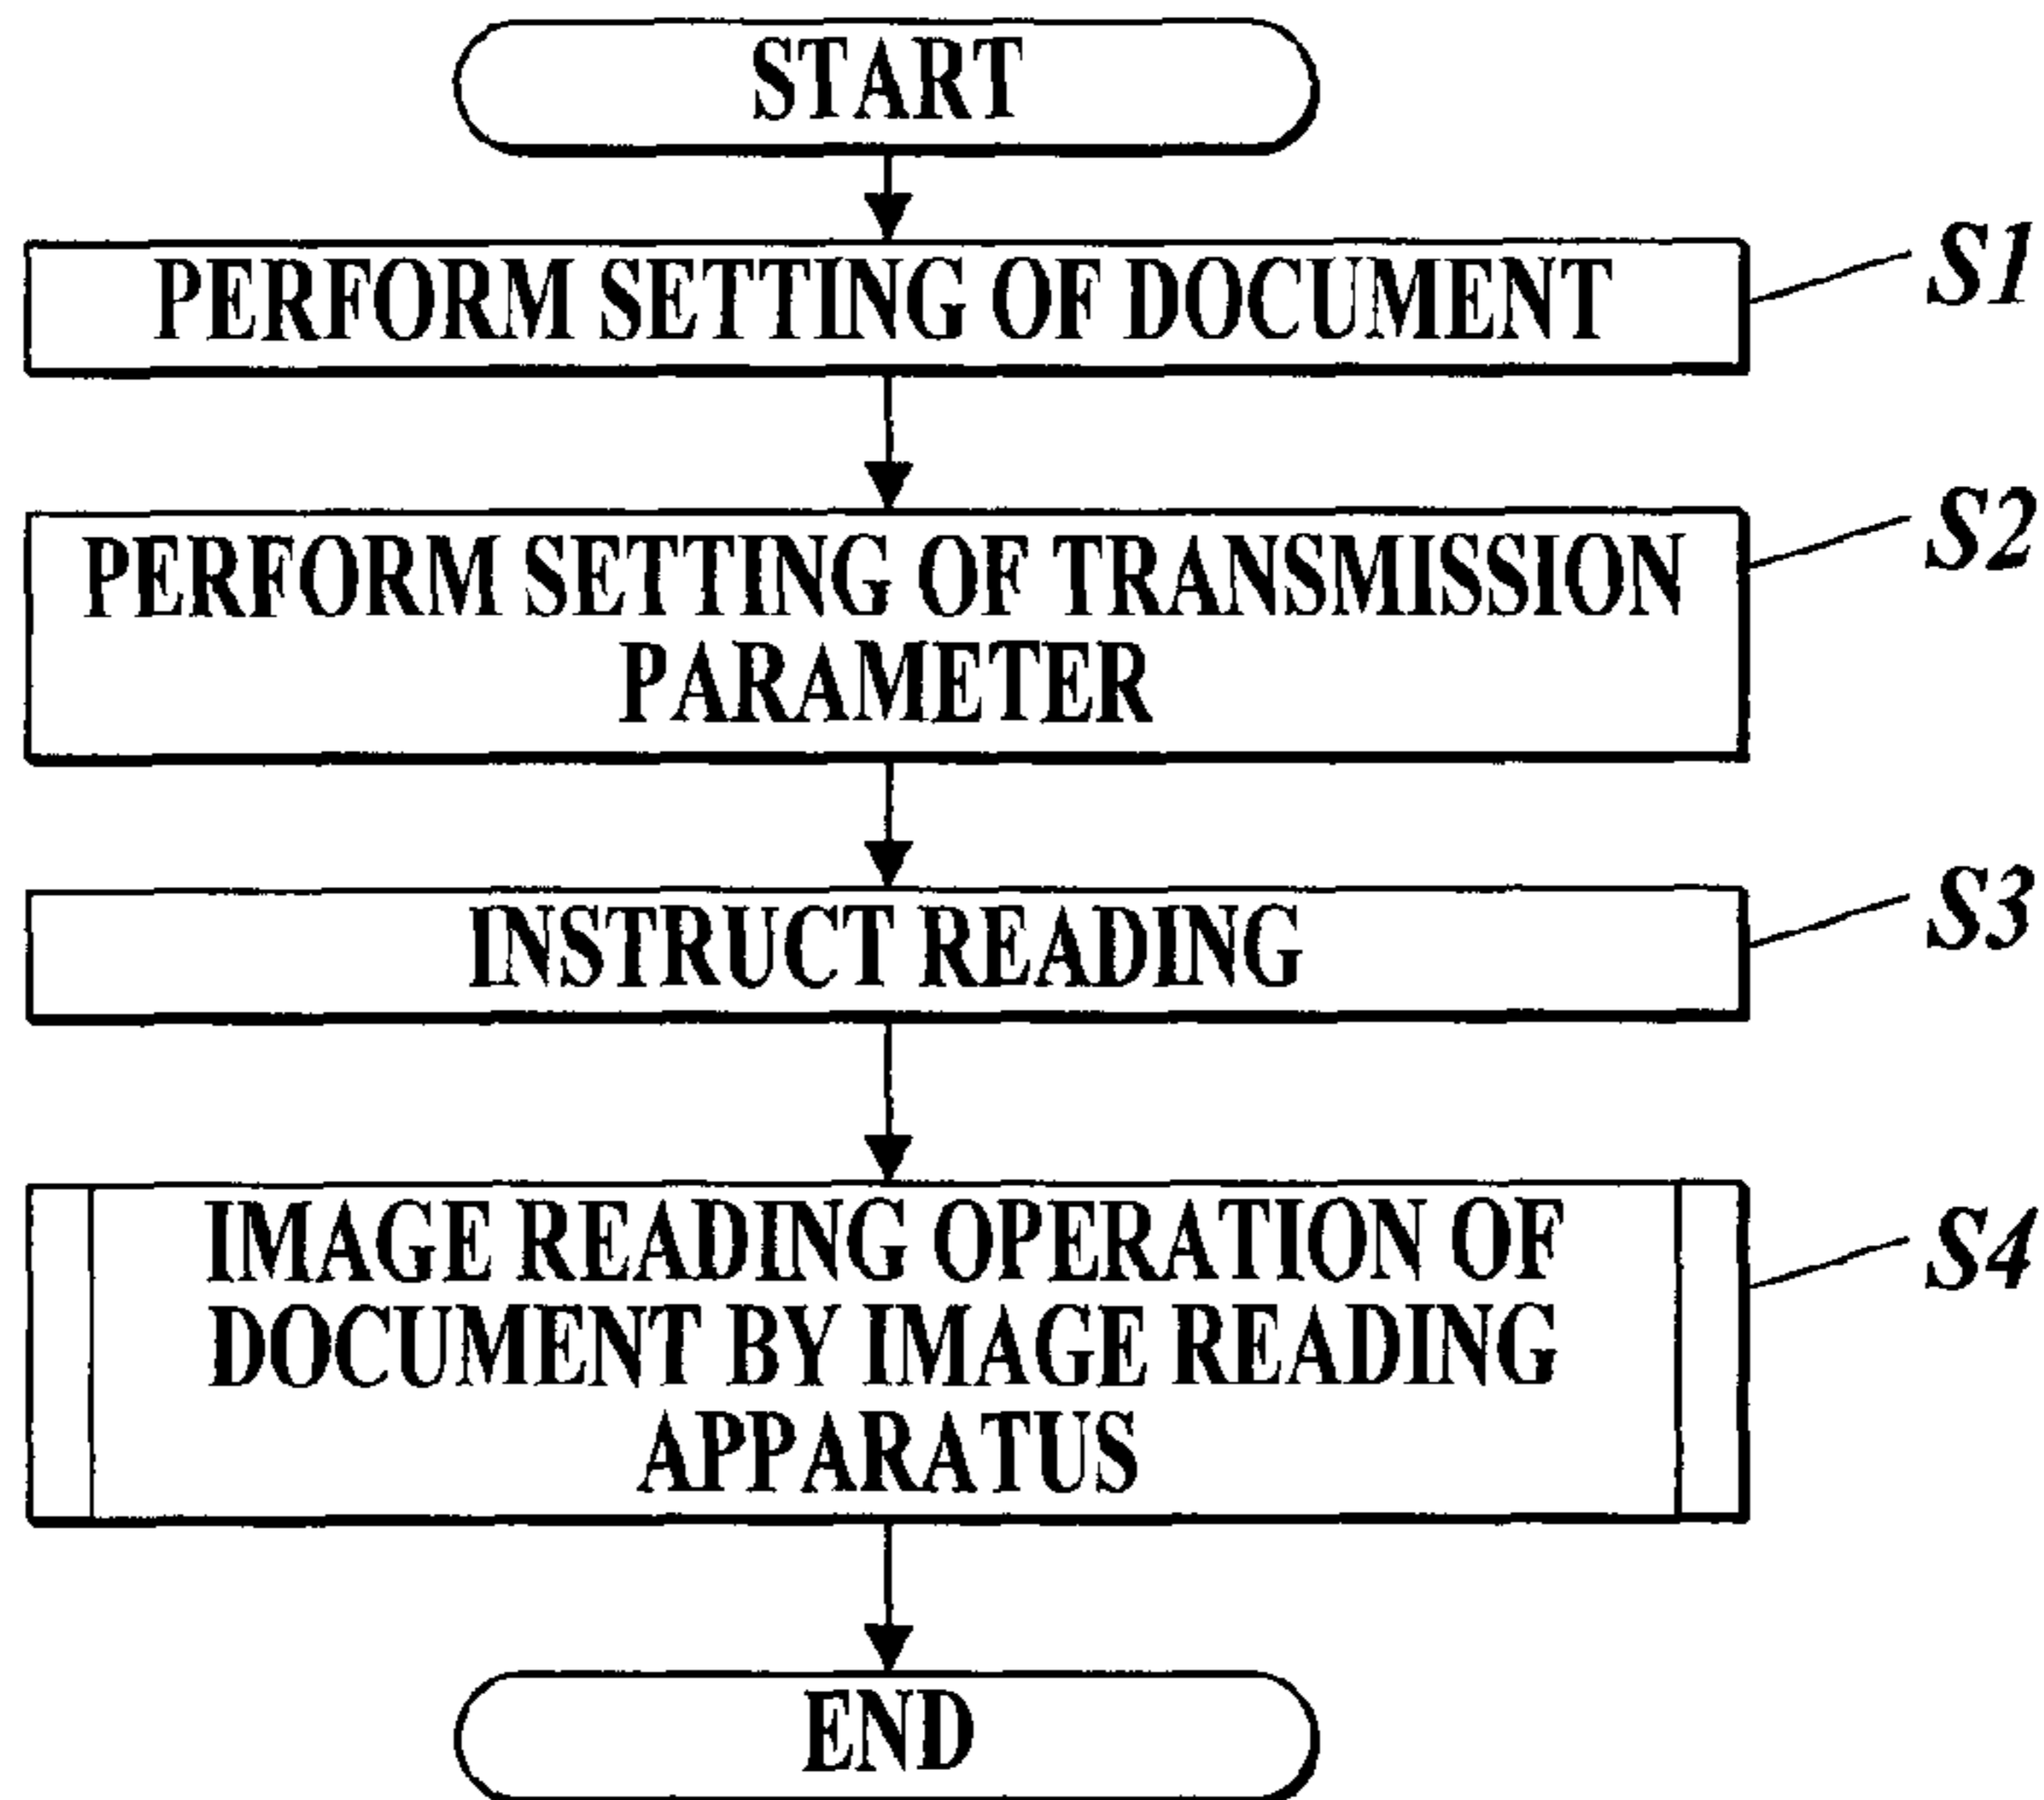 START
PERFORM SETTING OF DOCUMENT
S1
PERFORM SETTING OF TRANSMISSION
PARAMETER
S2
INSTRUCT READING
S3
IMAGE READING OPERATION OF
DOCUMENT BY IMAGE READING
APPARATUS
S4
END